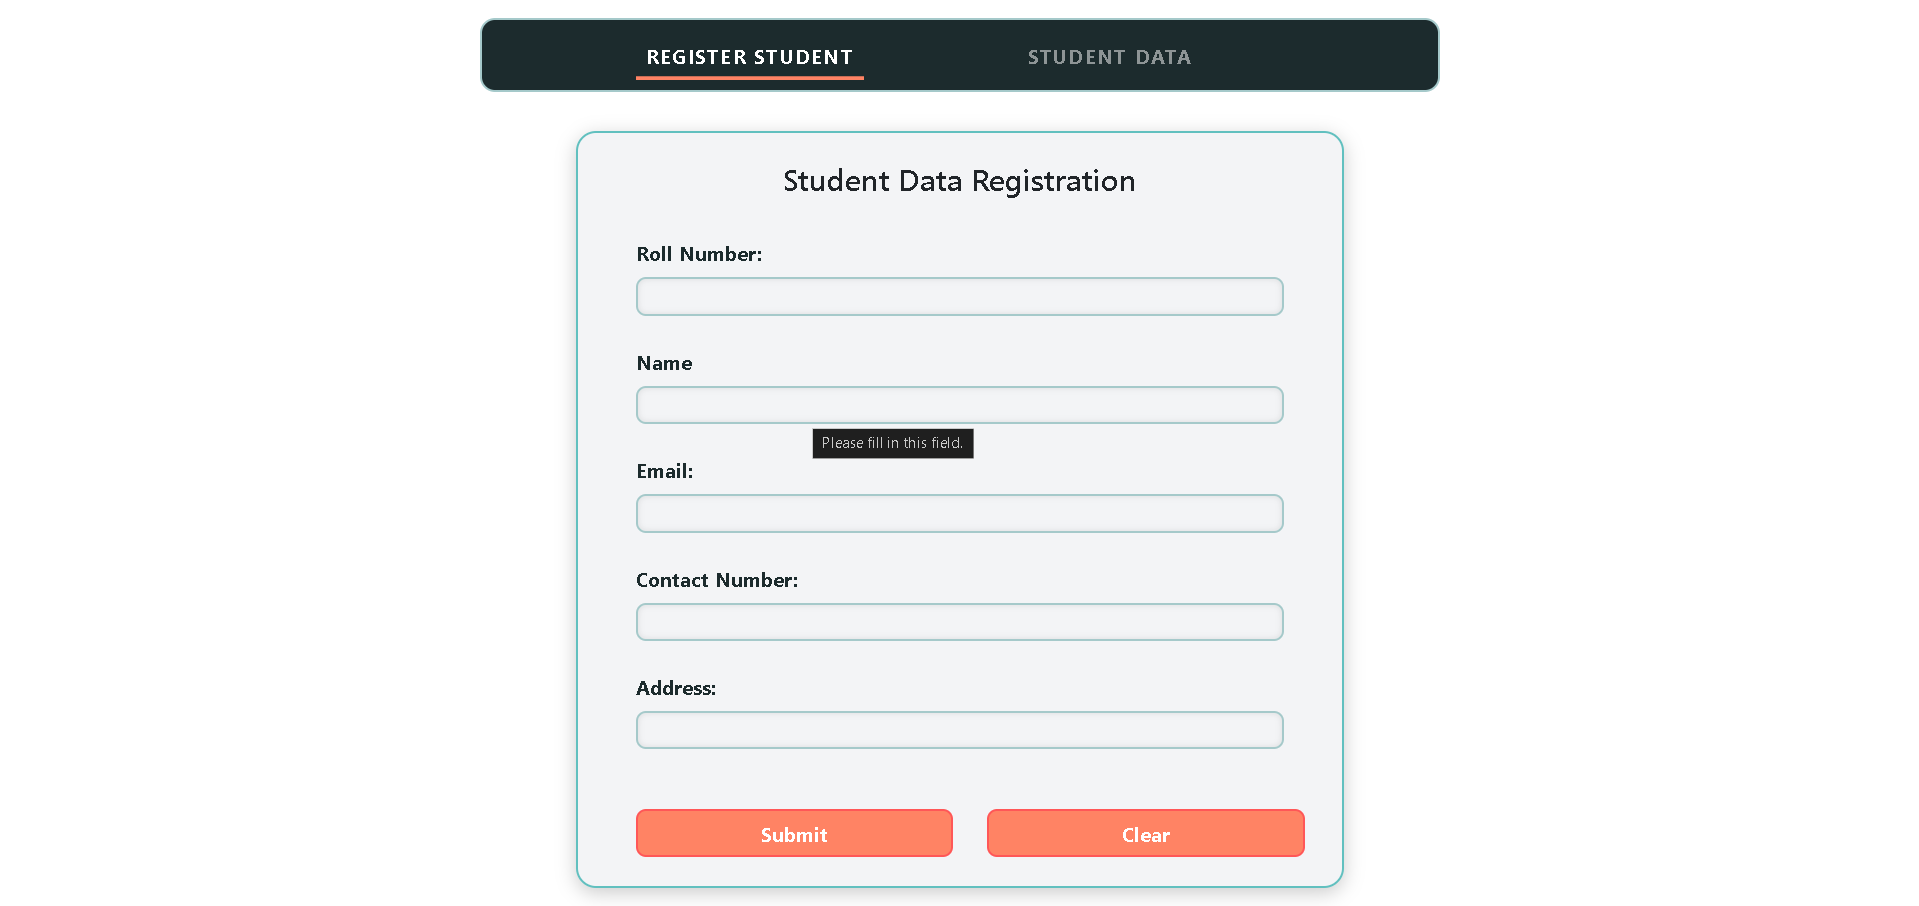 REGISTER STUDENT STUDENT DATA
Student Data Registration
Roll Number:
Name
Please fill in this field.
Email:
Contact Number:
Address:
Submit Clear